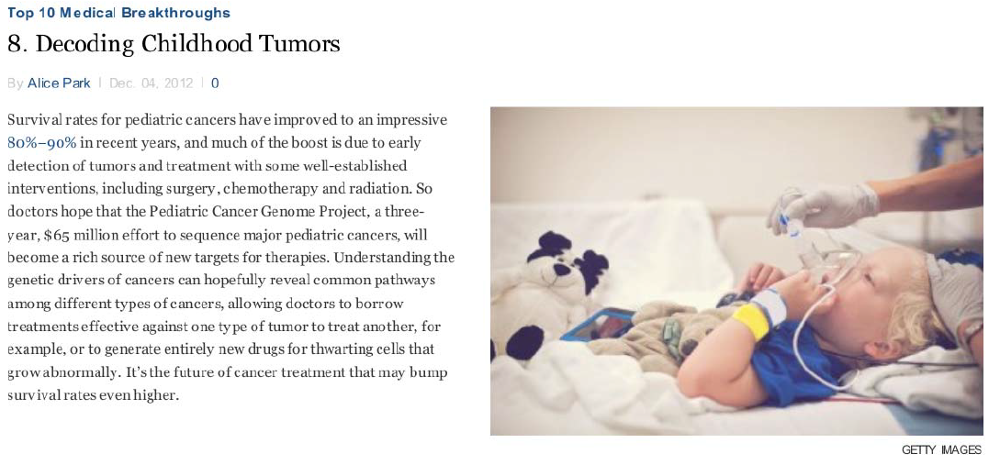 Top 10 Medical Breakthroughs
8. Decoding Childhood Tumors
By Alice Park | Dec. 04, 2012 | 0
Survival rates for pediatric cancers have improved to an impressive
80%–90% in recent years, and much of the boost is due to early
detection of tumors and treatment with some well-established
interventions, including surgery, chemotherapy and radiation. So
doctors hope that the Pediatric Cancer Genome Project, a three-
year, $65 million effort to sequence major pediatric cancers, will
become a rich source of new targets for therapies. Understanding the
genetic drivers of cancers can hopefully reveal common pathways
among different types of cancers, allowing doctors to borrow
treatments effective against one type of tumor to treat another, for
example, or to generate entirely new drugs for thwarting cells that
grow abnormally. It’s the future of cancer treatment that may bump
survival rates even higher.
GETTY IMAGES